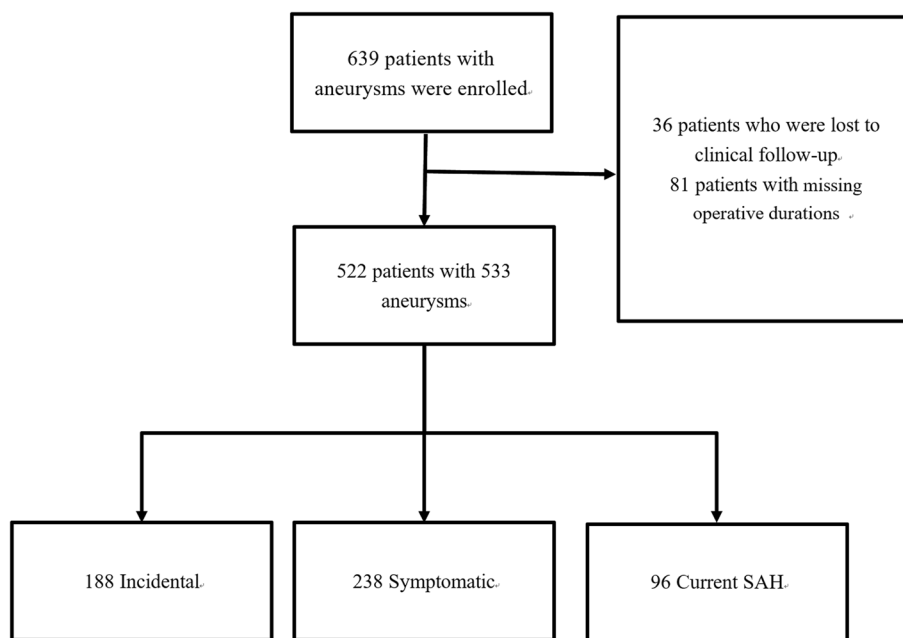 639 patients with
aneurysms were enrolled
36 patients who were lost to
clinical follow-up
81 patients with missing
operative durations
522 patients with 533
aneurysms
188 Incidental
238 Symptomatic
96 Current SAH